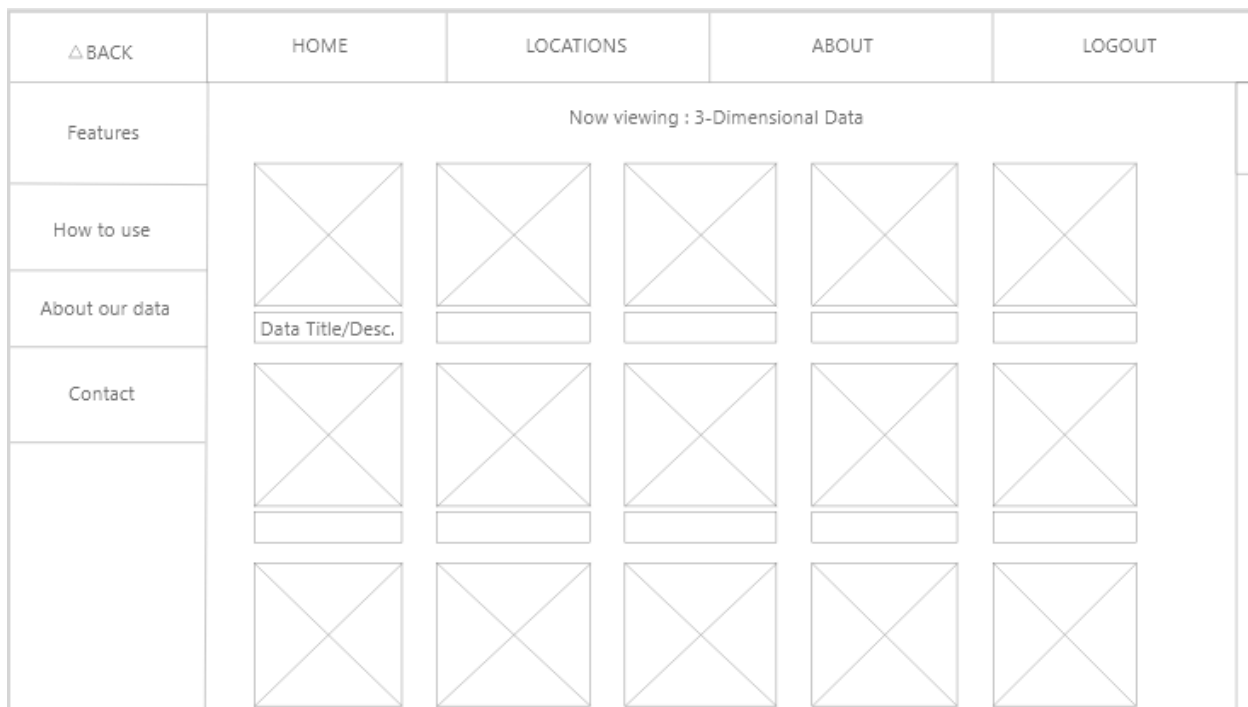 △BACK
HOME
LOCATIONS
ABOUT
LOGOUT
Features
How to use
About our data
Contact
Now viewing : 3-Dimensional Data
Data Title/Desc.